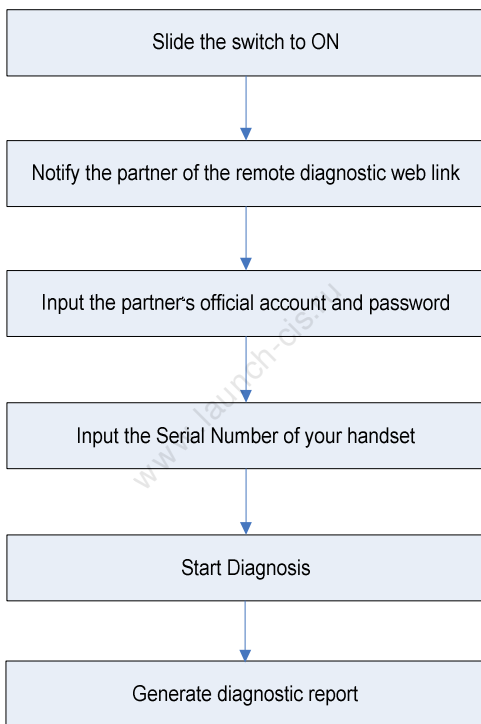 Slide the switch to ON
Notify the partner of the remote diagnostic web link
Input the partner's official account and password
www.launch-cis.ru
Input the Serial Number of your handset
Start Diagnosis
Generate diagnostic report